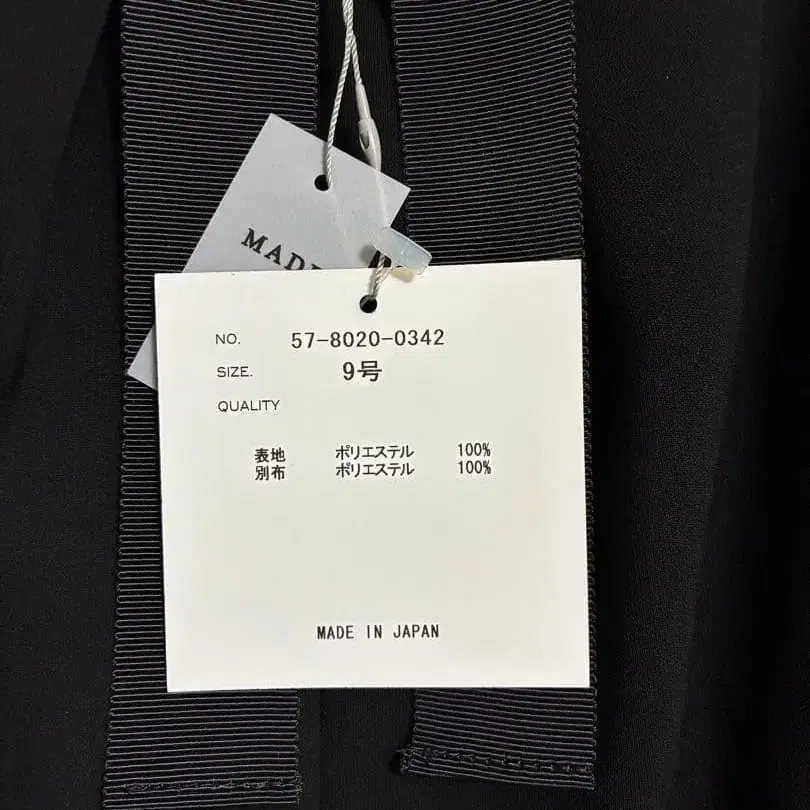 MADE
NO. 57-8020-0342
SIZE. 9号
QUALITY
表地 ポリエステル 100%
別布 ポリエステル 100%
MADE IN JAPAN